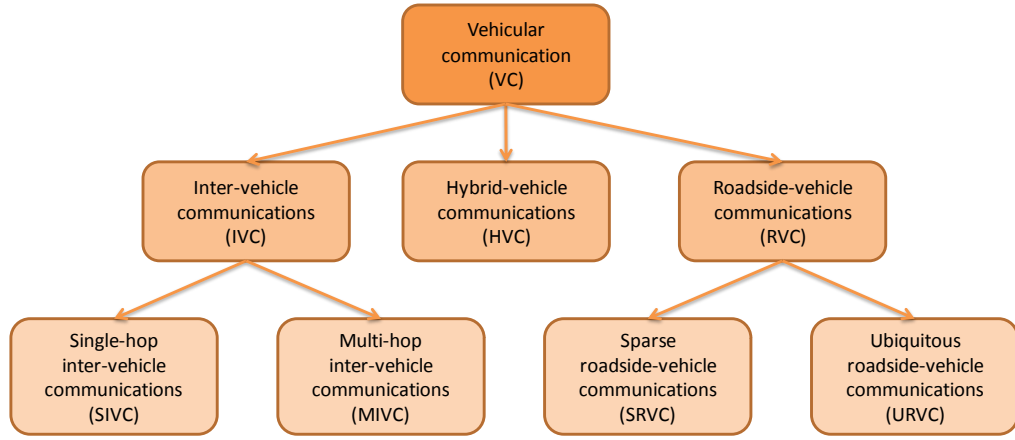 Vehicular
communication
(VC)
Inter-vehicle
communications
(IVC)
Hybrid-vehicle
communications
(HVC)
Roadside-vehicle
communications
(RVC)
Single-hop
inter-vehicle
communications
(SIVC)
Multi-hop
inter-vehicle
communications
(MIVC)
Sparse
roadside-vehicle
communications
(SRVC)
Ubiquitous
roadside-vehicle
communications
(URVC)